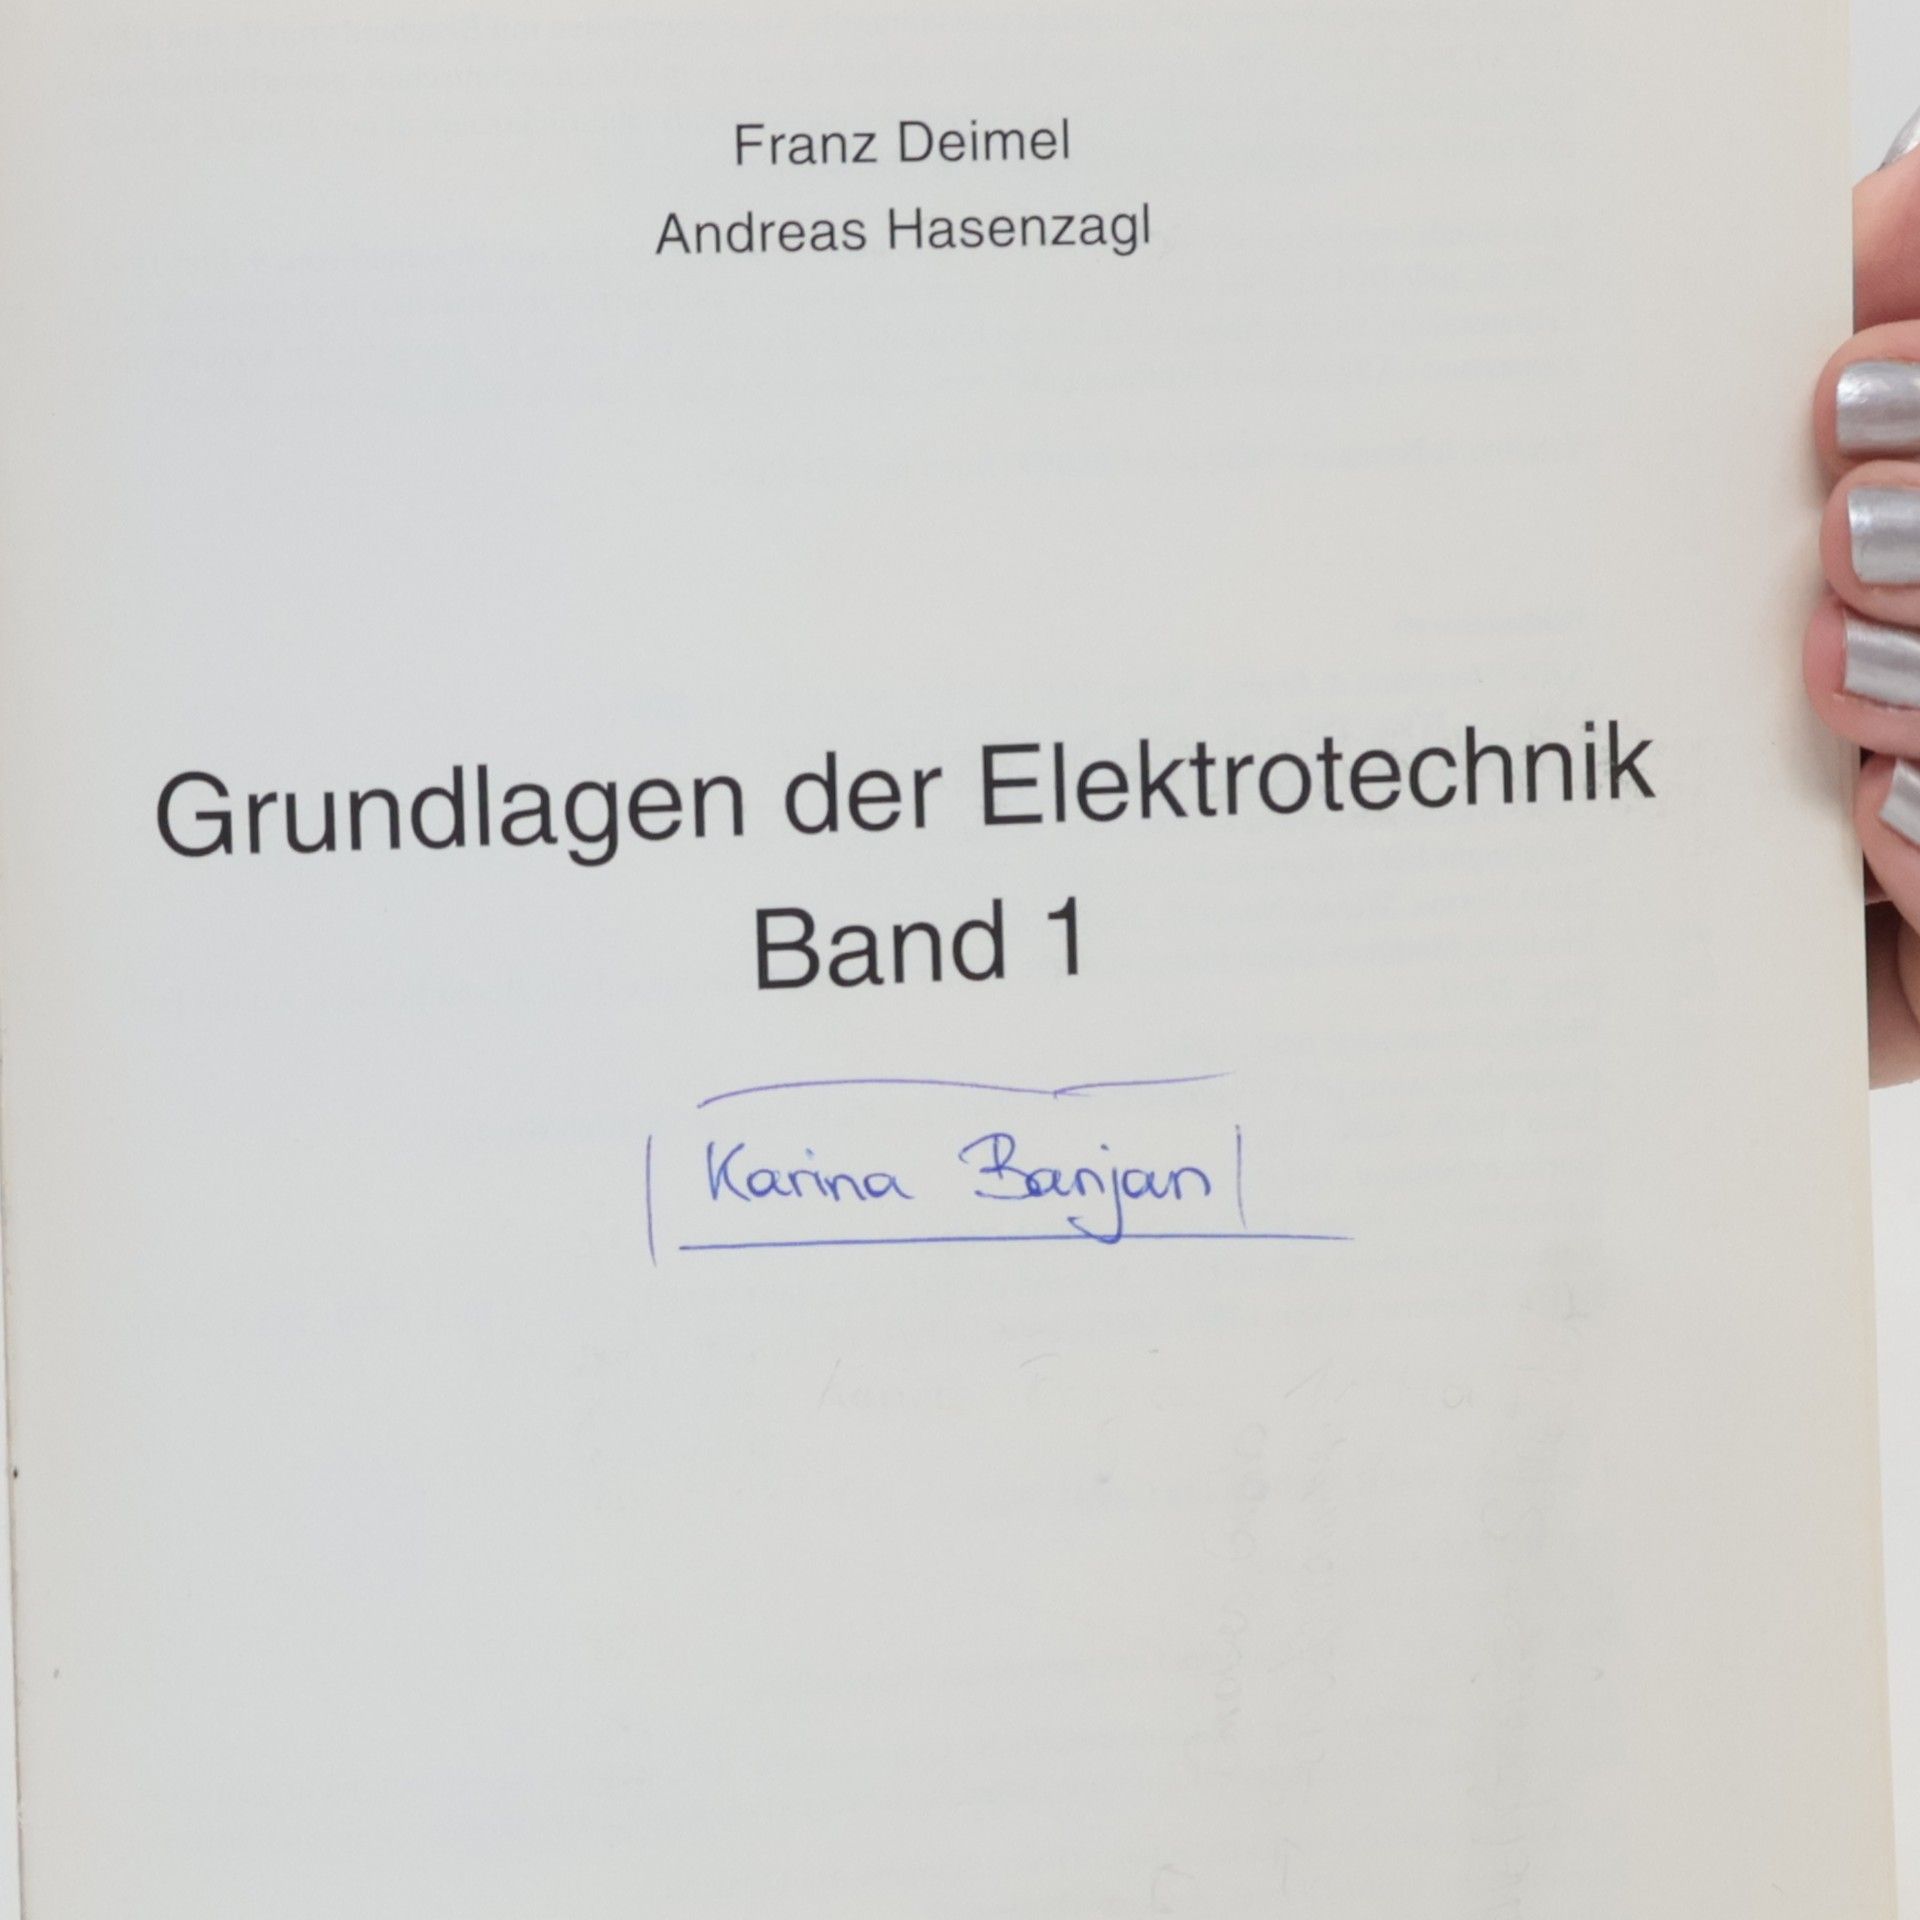 Franz Deimel
Andreas Hasenzagl
Grundlagen der Elektrotechnik
Band 1
Karina Banjan